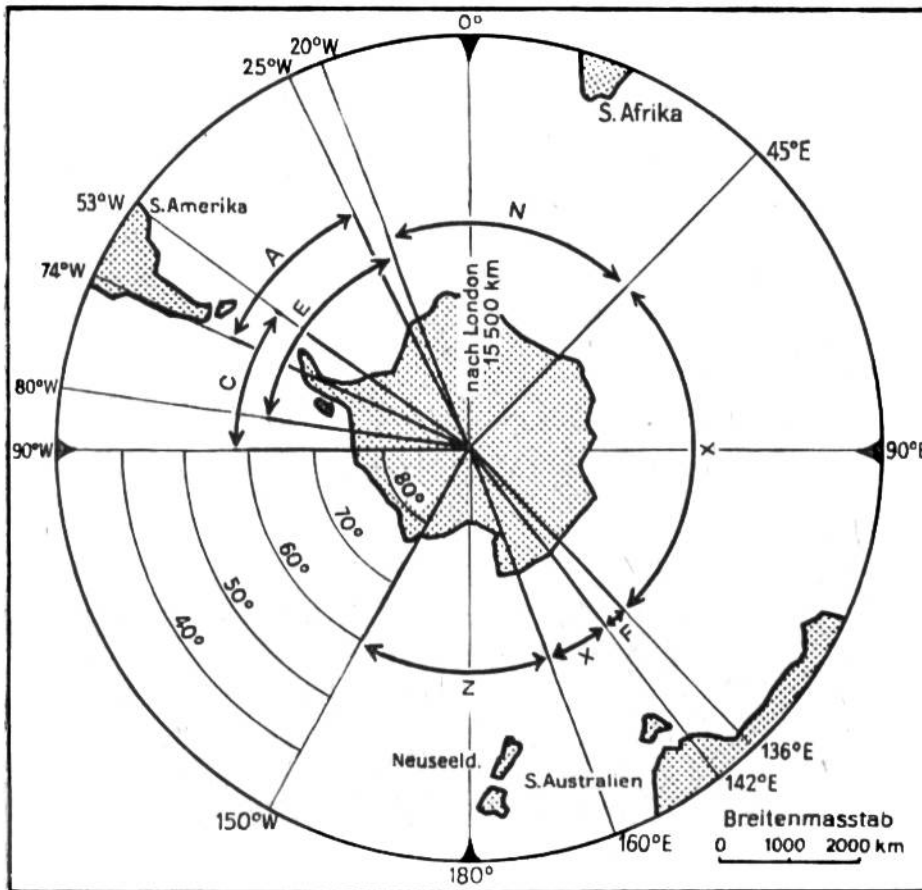 0°
20°W
25°W
S. Afrika
45°E
53°W
S. Amerika
N
A
74°W
E
nach London
15 500 km
C
80°W
90°W
90°E
X
80°
70°
60°
50°
40°
F
X
Z
Neuseeld.
S. Australien
136°E
142°E
150°W
160°E
Breitenmasstab
0 1000 2000 km
180°